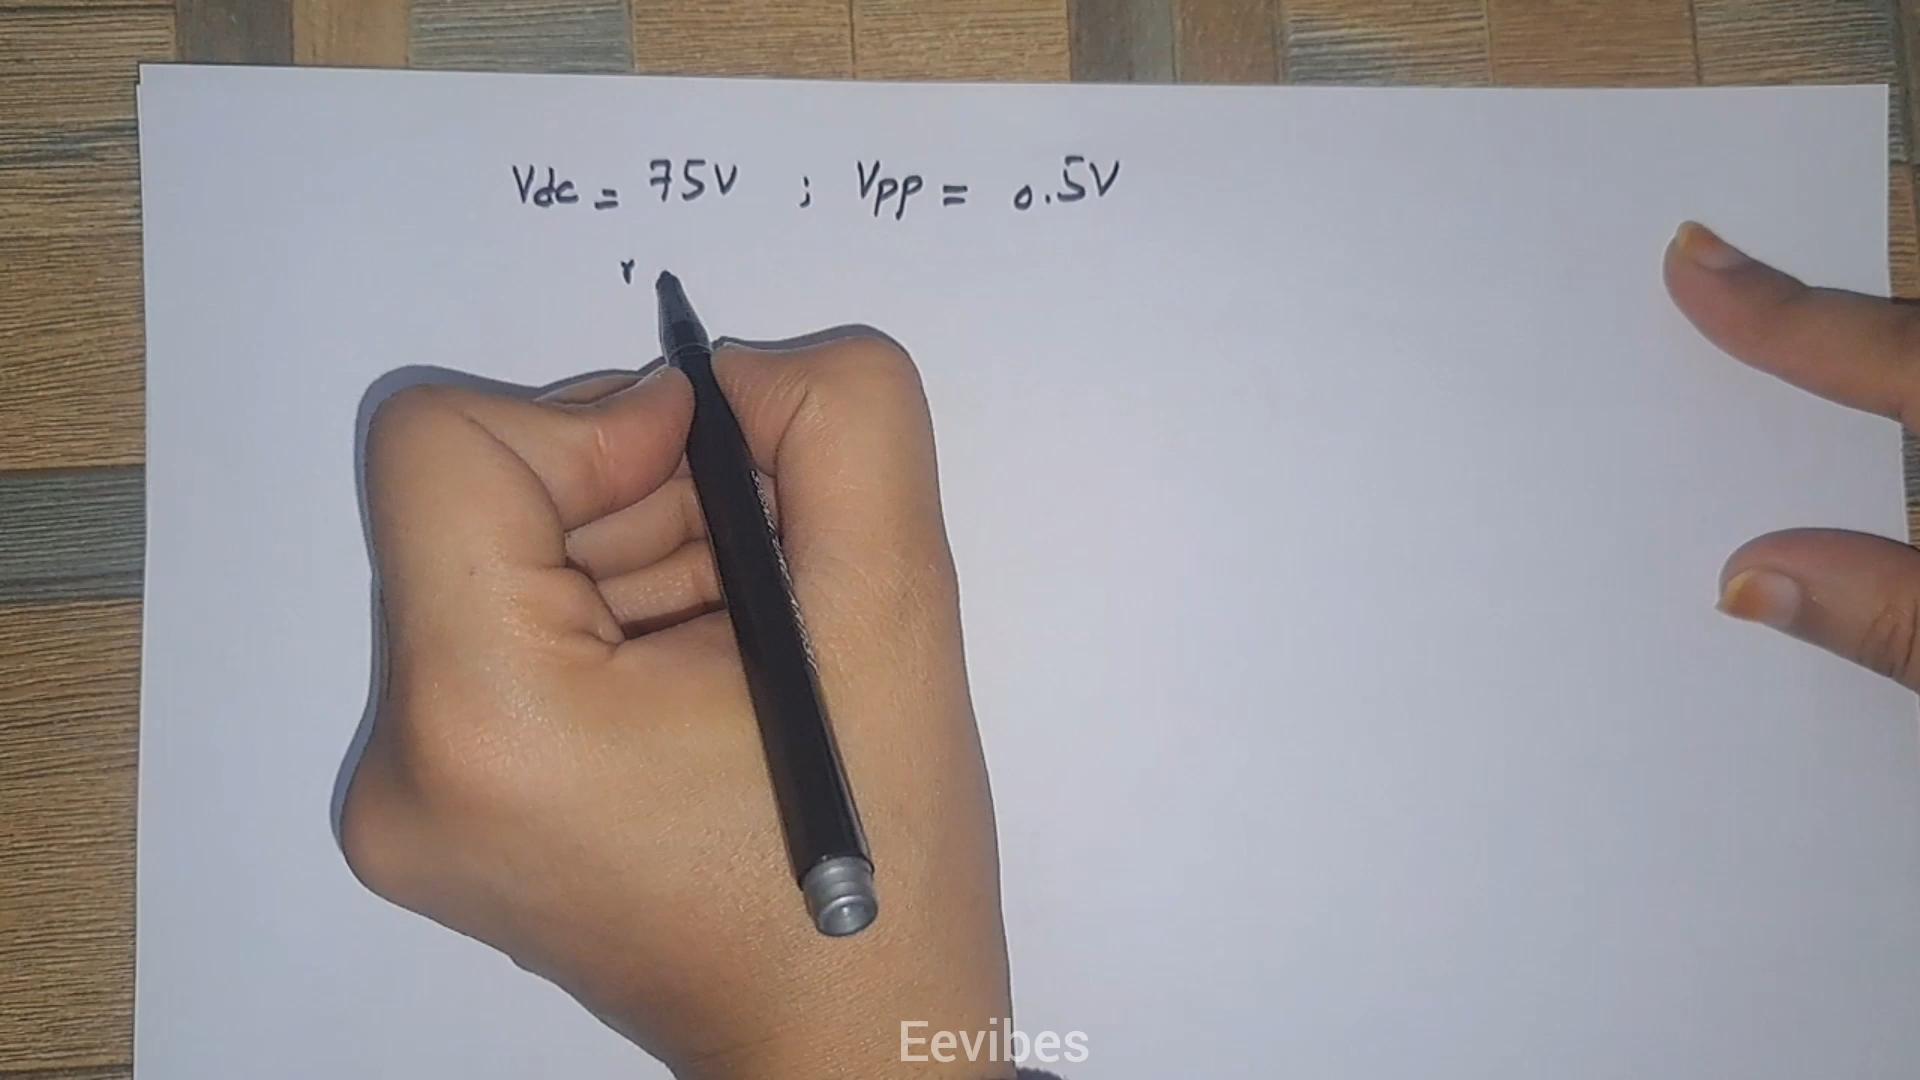 Vdc = 75V ; Vpp = 0.5V
r
Eevibes